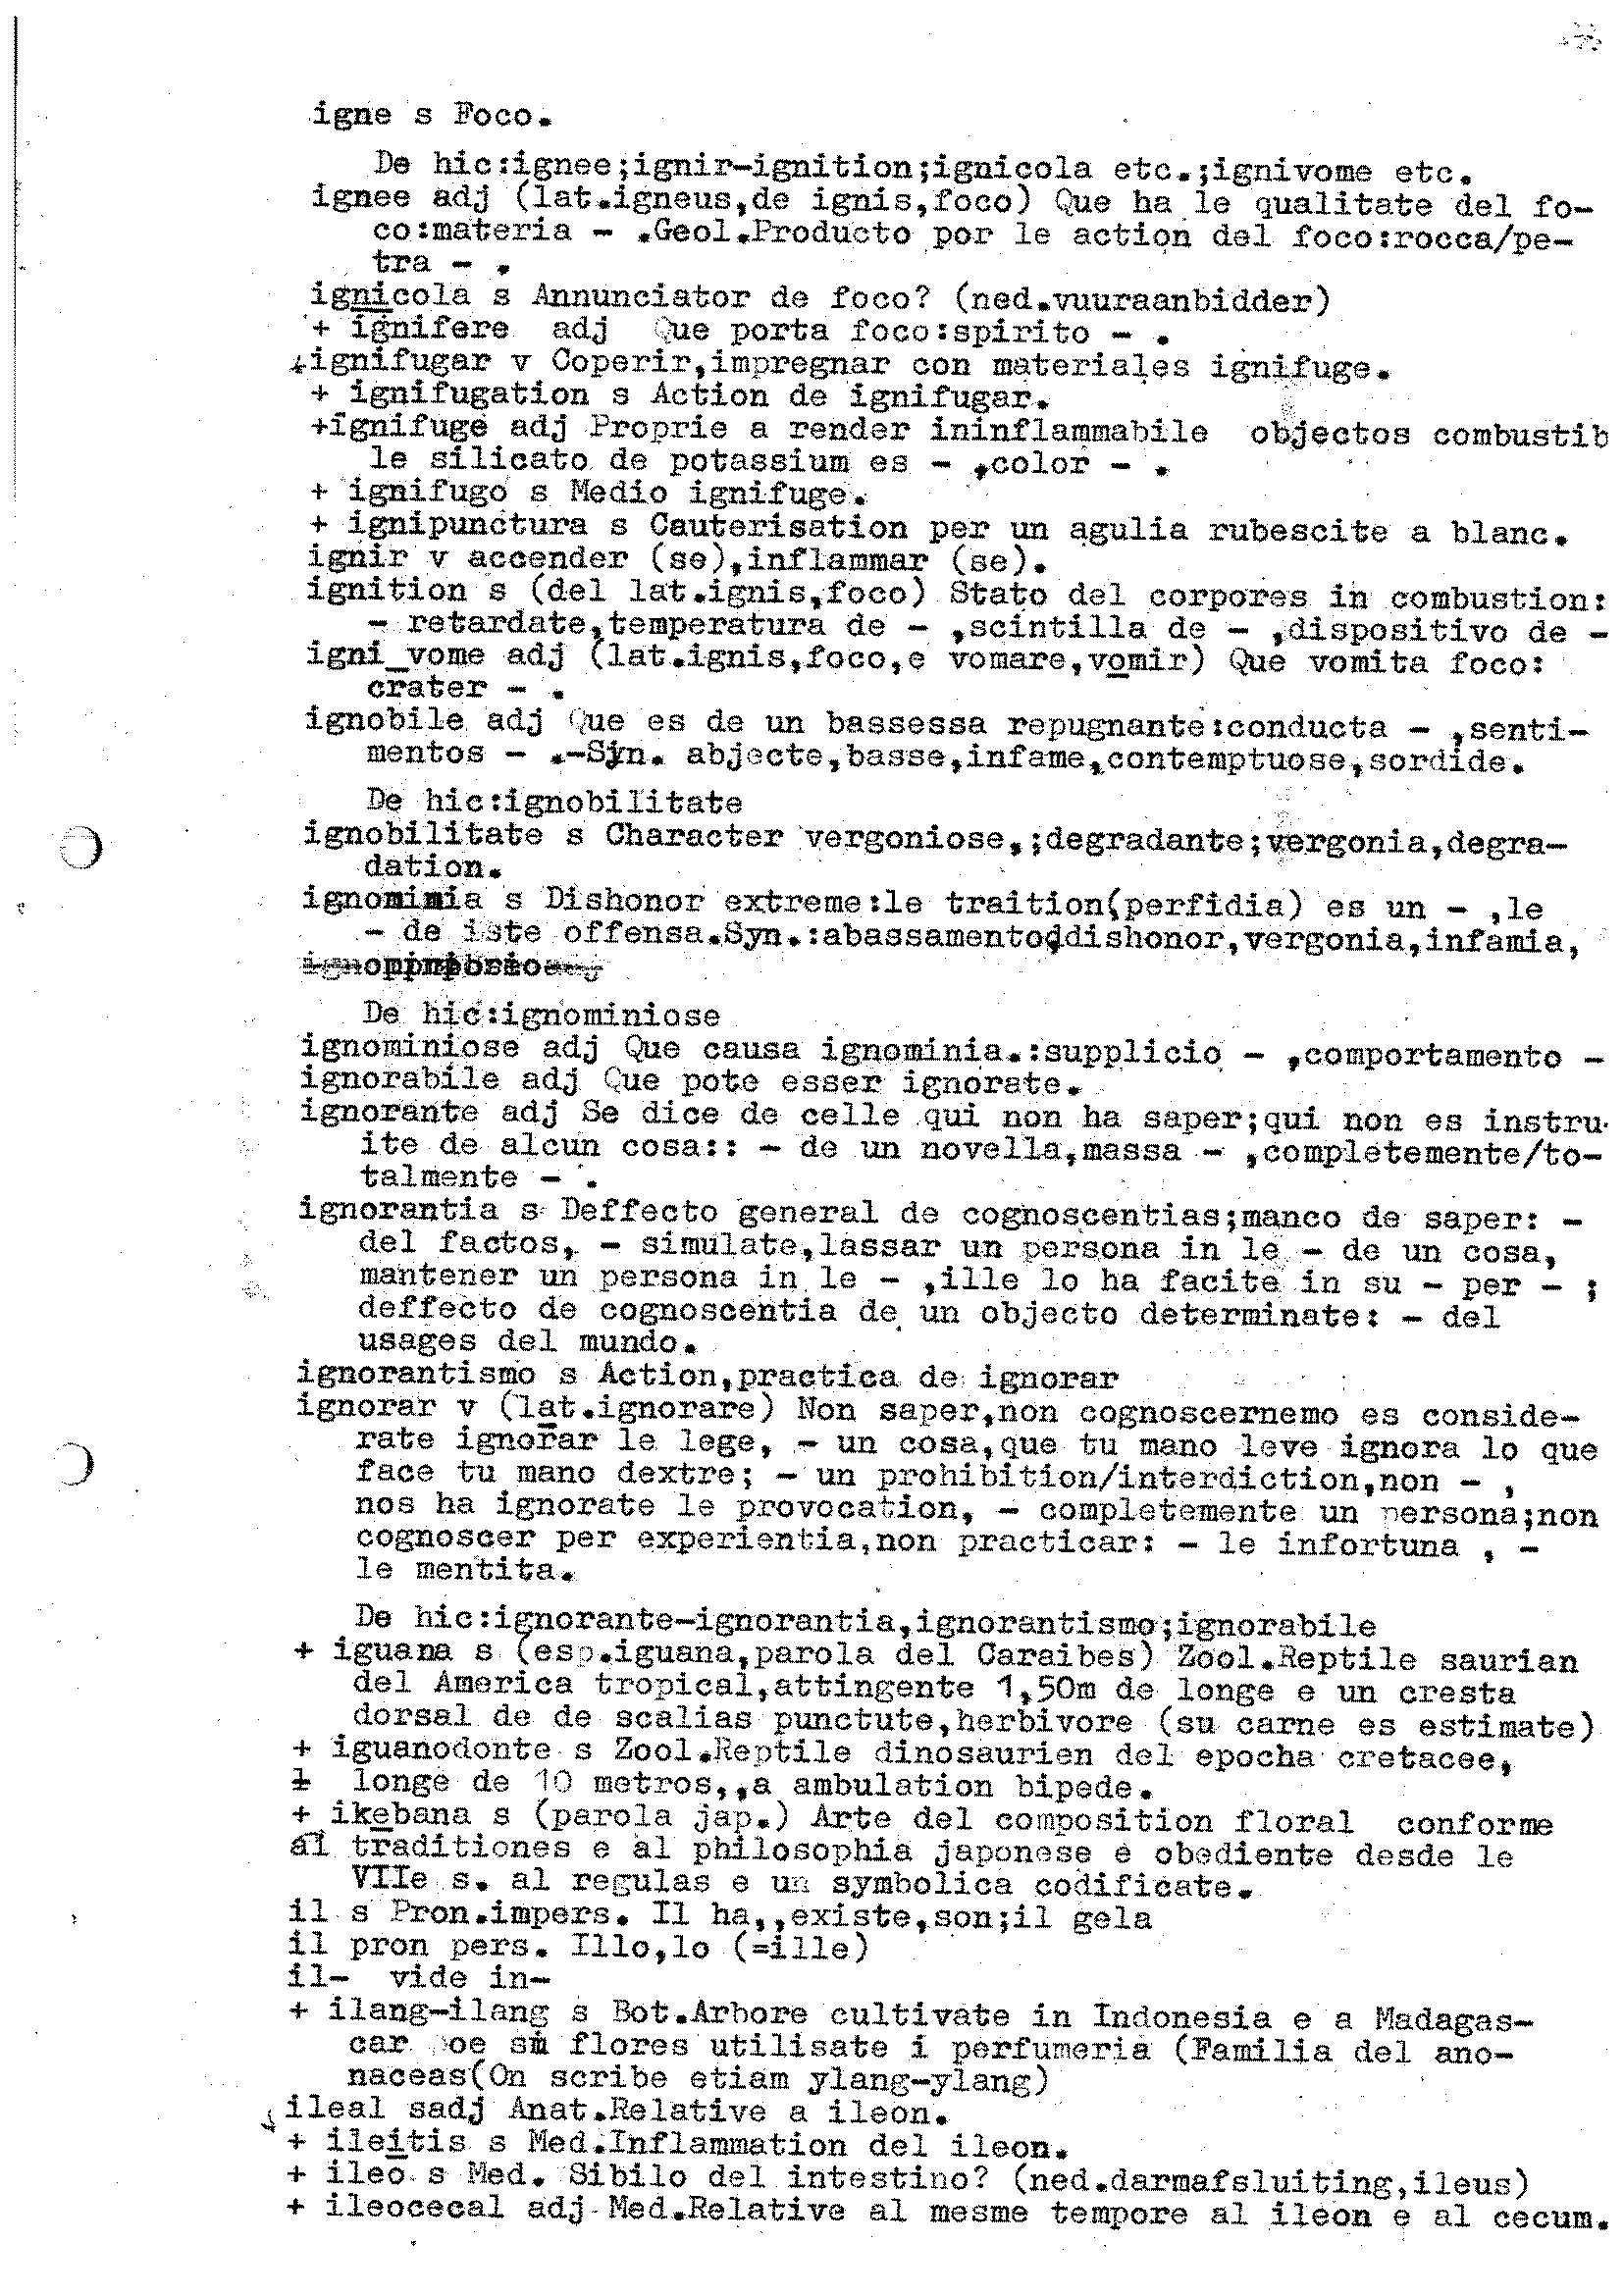 igne s Foco.
De hic:ignee;ignir-ignition;ignicola etc.;ignivome etc.
ignee adj (lat.igneus,de ignis,foco) Que ha le qualitate del fo-
co:materia - .Geol.Producto por le action del foco:rocca/pe-
tra - .
ignicola s Annunciator de foco? (ned.vuuraanbidder)
+ ignifere adj Que porta foco:spirito - .
+ignifugar v Coperir,impregnar con materiales ignifuge.
+ ignifugation s Action de ignifugar.
+ignifuge adj Proprie a render ininflammabile objectos combustib
le silicato de potassium es - ,color - .
+ ignifugo s Medio ignifuge.
+ ignipunctura s Cauterisation per un agulia rubescite a blanc.
ignir v accender (se),inflammar (se).
ignition s (del lat.ignis,foco) Stato del corpores in combustion:
- retardate,temperatura de - ,scintilla de - ,dispositivo de -
igni_vome adj (lat.ignis,foco,e vomare,vomir) Que vomita foco:
crater - .
ignobile adj Que es de un bassessa repugnante:conducta - ,senti-
mentos - .-Syn. abjecte,basse,infame,contemptuose,sordide.
De hic:ignobilitate
ignobilitate s Character vergoniose,;degradante;vergonia,degra-
dation.
ignominia s Dishonor extreme:le traition(perfidia) es un - ,le
- de iste offensa.Syn.:abassamento,dishonor,vergonia,infamia,
De hic:ignominiose
ignominiose adj Que causa ignominia.:supplicio - ,comportamento -
ignorabile adj Que pote esser ignorate.
ignorante adj Se dice de celle qui non ha saper;qui non es instru-
ite de alcun cosa:: - de un novella,massa - ,completemente/to-
talmente - .
ignorantia s Deffecto general de cognoscentias;manco de saper: -
del factos, - simulate,lassar un persona in le - de un cosa,
mantener un persona in le - ,ille lo ha facite in su - per - ;
deffecto de cognoscentia de un objecto determinate: - del
usages del mundo.
ignorantismo s Action,practica de ignorar
ignorar v (lat.ignorare) Non saper,non cognoscernemo es conside-
rate ignorar le lege, - un cosa,que tu mano leve ignora lo que
face tu mano dextre; - un prohibition/interdiction,non - ,
nos ha ignorate le provocation, - completemente un persona;non
cognoscer per experientia,non practicar: - le infortuna , -
le mentita.
De hic:ignorante-ignorantia,ignorantismo;ignorabile
+ iguana s (esp.iguana,parola del Caraibes) Zool.Reptile saurian
del America tropical,attingente 1,50m de longe e un cresta
dorsal de de scalias punctute,herbivore (su carne es estimate)
+ iguanodonte s Zool.Reptile dinosaurien del epocha cretacee,
longe de 10 metros,,a ambulation bipede.
+ ikebana s (parola jap.) Arte del composition floral conforme
al traditiones e al philosophia japonese e obediente desde le
VIIe s. al regulas e un symbolica codificate.
il s Pron.impers. Il ha,,existe,son;il gela
il pron pers. Illo,lo (=ille)
il- vide in-
+ ilang-ilang s Bot.Arbore cultivate in Indonesia e a Madagas-
car poe su flores utilisate i perfumeria (Familia del ano-
naceas(On scribe etiam ylang-ylang)
ileal sadj Anat.Relative a ileon.
+ ileitis s Med.Inflammation del ileon.
+ ileo s Med. Sibilo del intestino? (ned.darmafsluiting,ileus)
+ ileocecal adj Med.Relative al mesme tempore al ileon e al cecum.